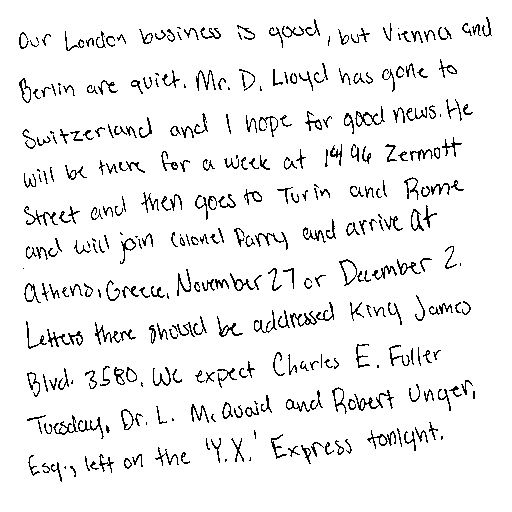 Our London business is good, but Vienna and
Berlin are quiet. Mr. D. Lloyd has gone to
Switzerland and I hope for good news. He
will be there for a week at 1496 Zermott
Street and then goes to Turin and Rome
and will join Colonel Parry and arrive at
Athens, Greece, November 27 or December 2.
Letters there should be addressed King James
Blvd. 3580. We expect Charles E. Fuller
Tuesday. Dr. L. McQuaid and Robert Unger,
Esq., left on the 'Y.X.' Express tonight.